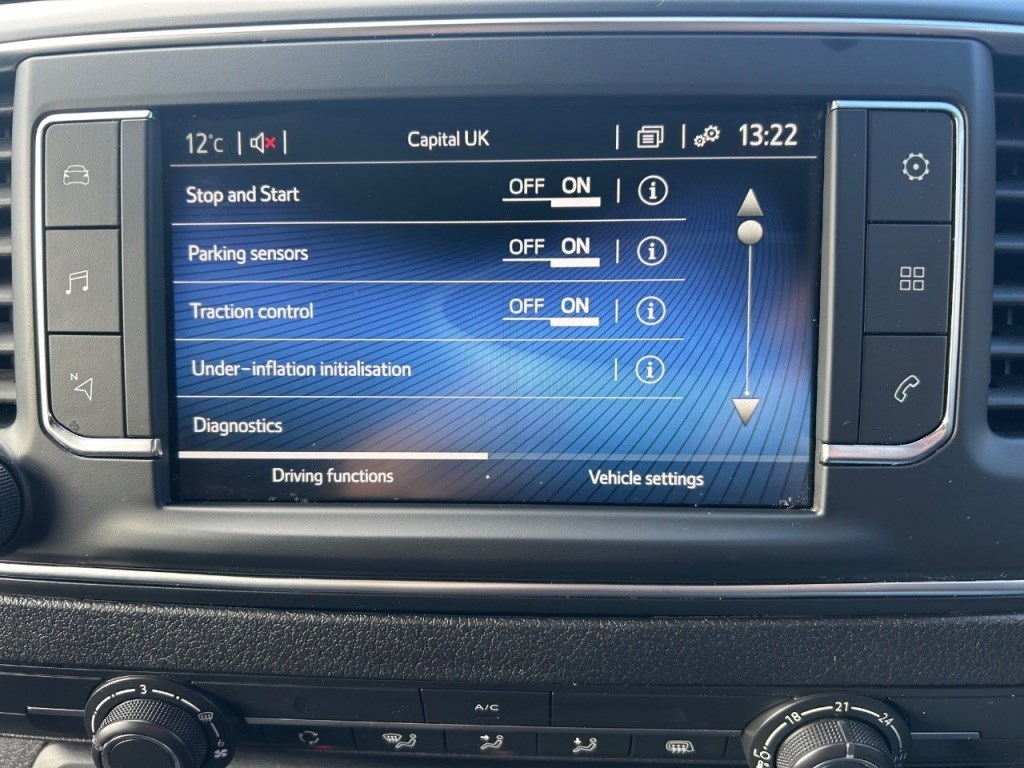 12°C Capital UK 13:22
Stop and Start OFF ON i
Parking sensors OFF ON i
Traction control OFF ON i
Under-inflation initialisation i
Diagnostics
Driving functions Vehicle settings
N
3
6
A/C
18 21 24